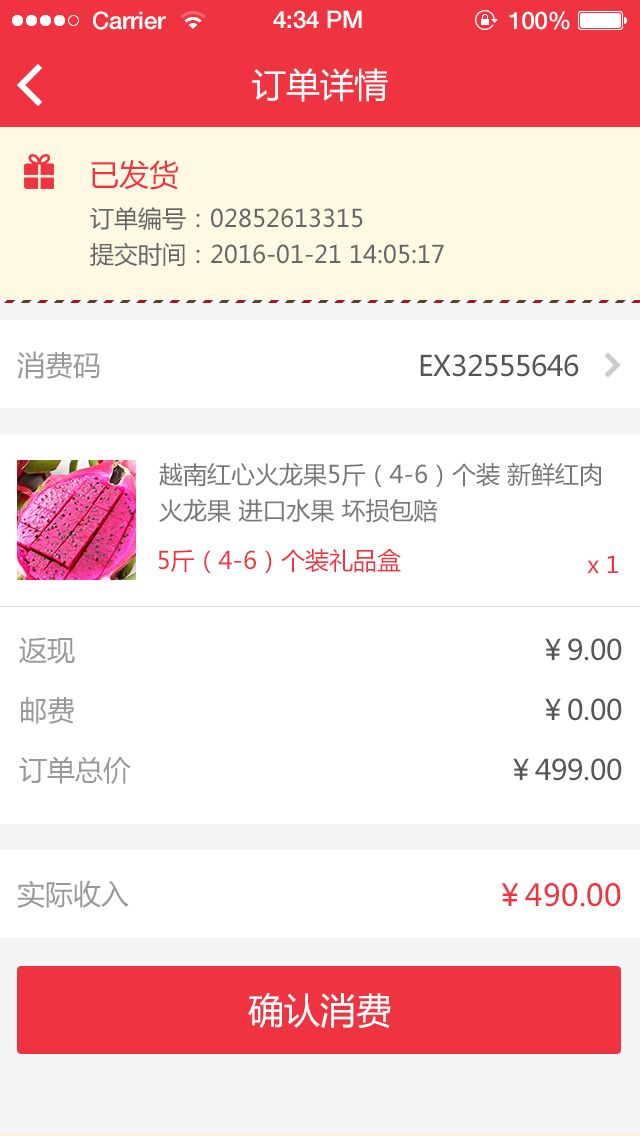 Carrier 4:34 PM 100%
订单详情
已发货
订单编号：02852613315
提交时间：2016-01-21 14:05:17
消费码 EX32555646
越南红心火龙果5斤（4-6）个装 新鲜红肉
火龙果 进口水果 坏损包赔
5斤（4-6）个装礼品盒 x 1
返现 ¥ 9.00
邮费 ¥ 0.00
订单总价 ¥ 499.00
实际收入 ¥ 490.00
确认消费